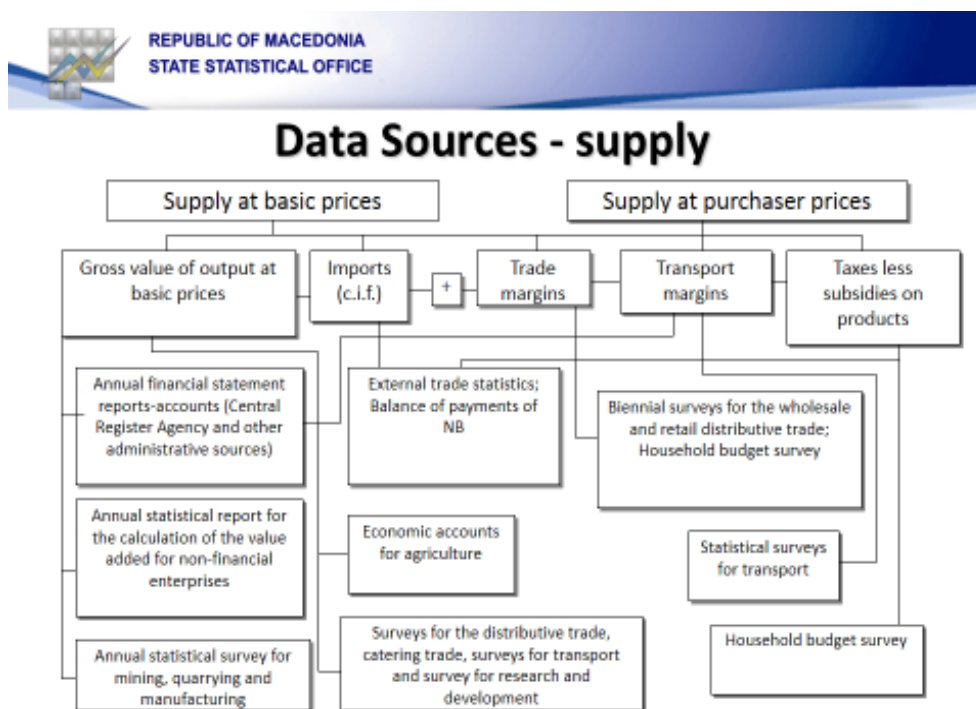 REPUBLIC OF MACEDONIA
STATE STATISTICAL OFFICE
Data Sources - supply
Supply at basic prices
Supply at purchaser prices
Gross value of output at
basic prices
Imports
(c.i.f.)
+
Trade
margins
Transport
margins
Taxes less
subsidies on
products
Annual financial statement
reports-accounts (Central
Register Agency and other
administrative sources)
External trade statistics;
Balance of payments of
NB
Biennial surveys for the wholesale
and retail distributive trade;
Household budget survey
Annual statistical report for
the calculation of the value
added for non-financial
enterprises
Economic accounts
for agriculture
Statistical surveys
for transport
Annual statistical survey for
mining, quarrying and
manufacturing
Surveys for the distributive trade,
catering trade, surveys for transport
and survey for research and
development
Household budget survey